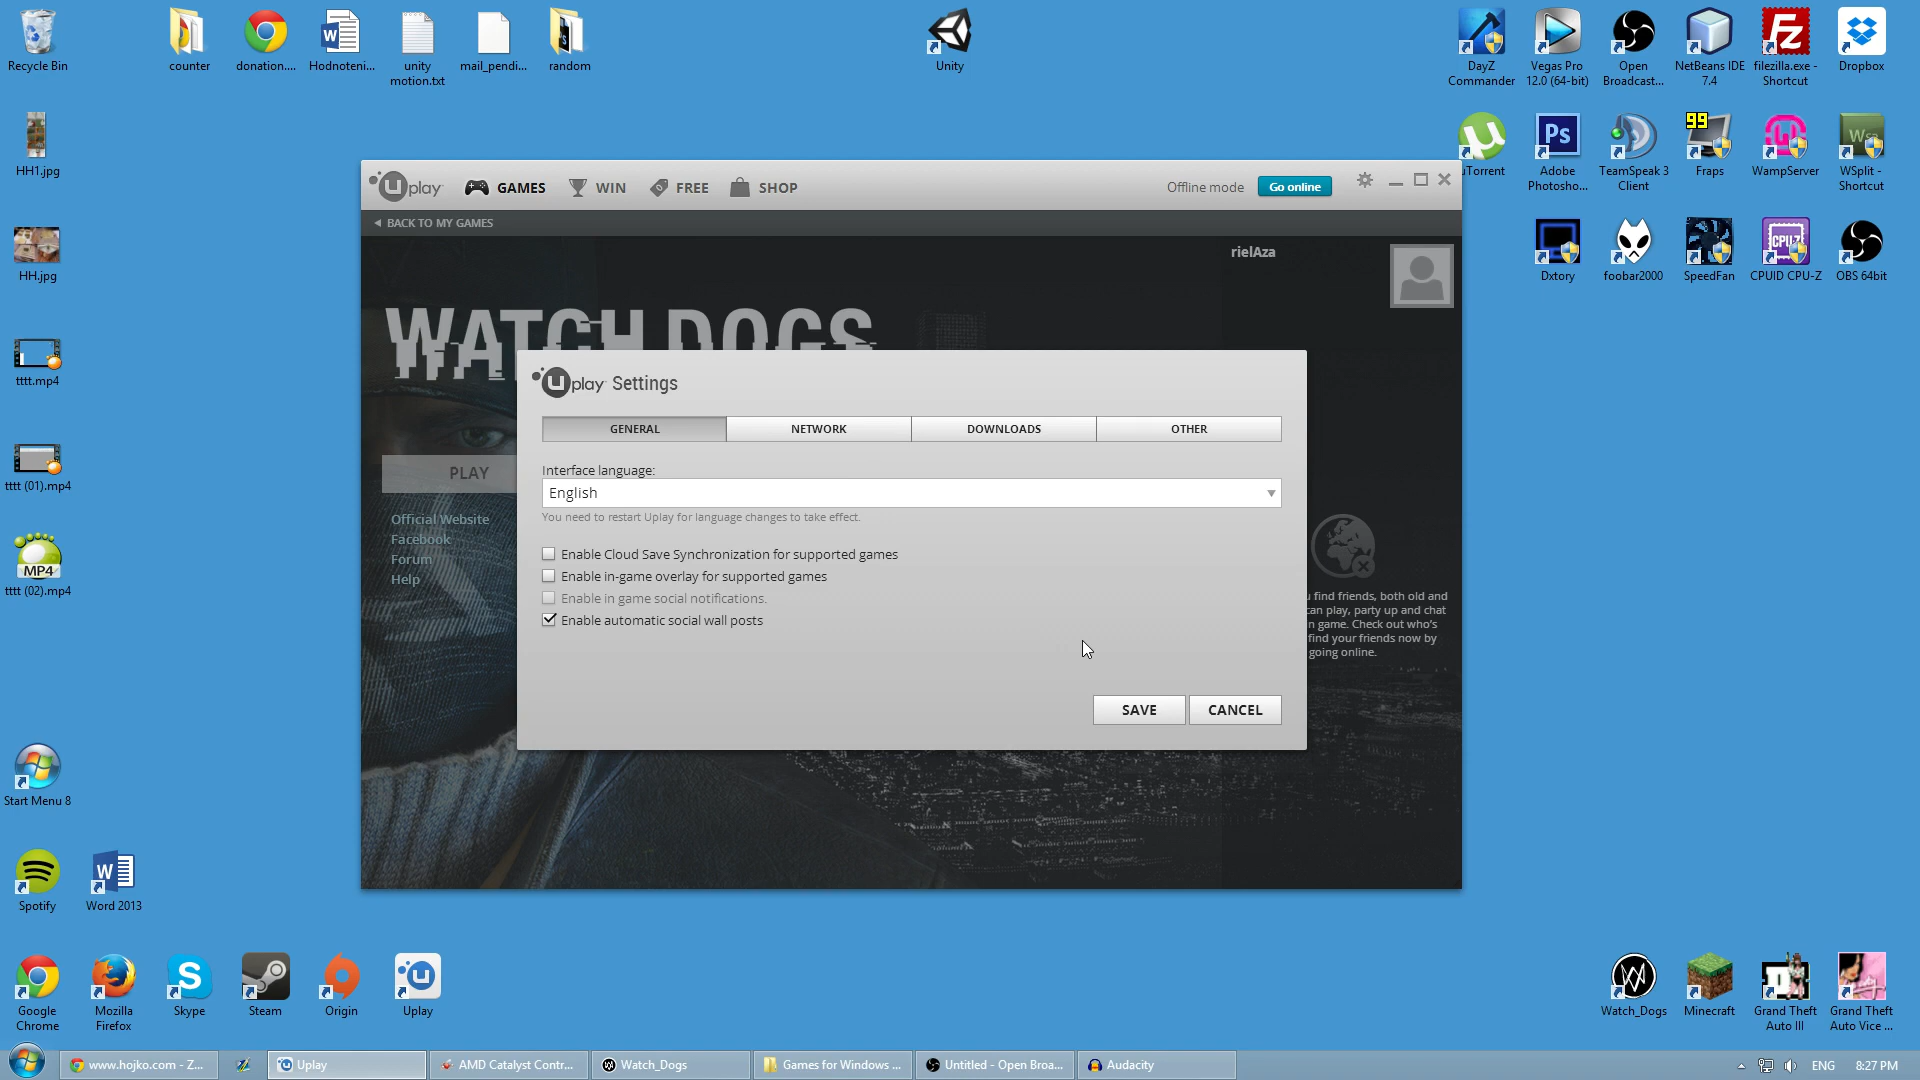 Recycle Bin
counter
donation....
Hodnoteni...
unity
motion.txt
mail_pendi...
random
Unity
DayZ
Commander
Vegas Pro
12.0 (64-bit)
Open
Broadcast...
NetBeans IDE
7.4
filezilla.exe -
Shortcut
Dropbox
HH1.jpg
uTorrent
Adobe
Photosho...
TeamSpeak 3
Client
Fraps
WampServer
WSplit -
Shortcut
HH.jpg
Dxtory
foobar2000
SpeedFan
CPUID CPU-Z
OBS 64bit
tttt.mp4
tttt (01).mp4
MP4
tttt (02).mp4
Start Menu 8
Spotify
Word 2013
Uplay
GAMES
WIN
FREE
SHOP
Offline mode
Go online
BACK TO MY GAMES
rielAza
WATCH DOGS
PLAY
Official Website
Facebook
Forum
Help
Uplay Settings
GENERAL
NETWORK
DOWNLOADS
OTHER
Interface language:
English
You need to restart Uplay for language changes to take effect.
Enable Cloud Save Synchronization for supported games
Enable in-game overlay for supported games
Enable in game social notifications.
Enable automatic social wall posts
SAVE
CANCEL
find friends, both old and
can play, party up and chat
n game. Check out who's
find your friends now by
going online.
Google
Chrome
Mozilla
Firefox
Skype
Steam
Origin
Uplay
Watch_Dogs
Minecraft
Grand Theft
Auto III
Grand Theft
Auto Vice ...
www.hojko.com - Z...
Uplay
AMD Catalyst Contr...
Watch_Dogs
Games for Windows ...
Untitled - Open Broa...
Audacity
ENG
8:27 PM